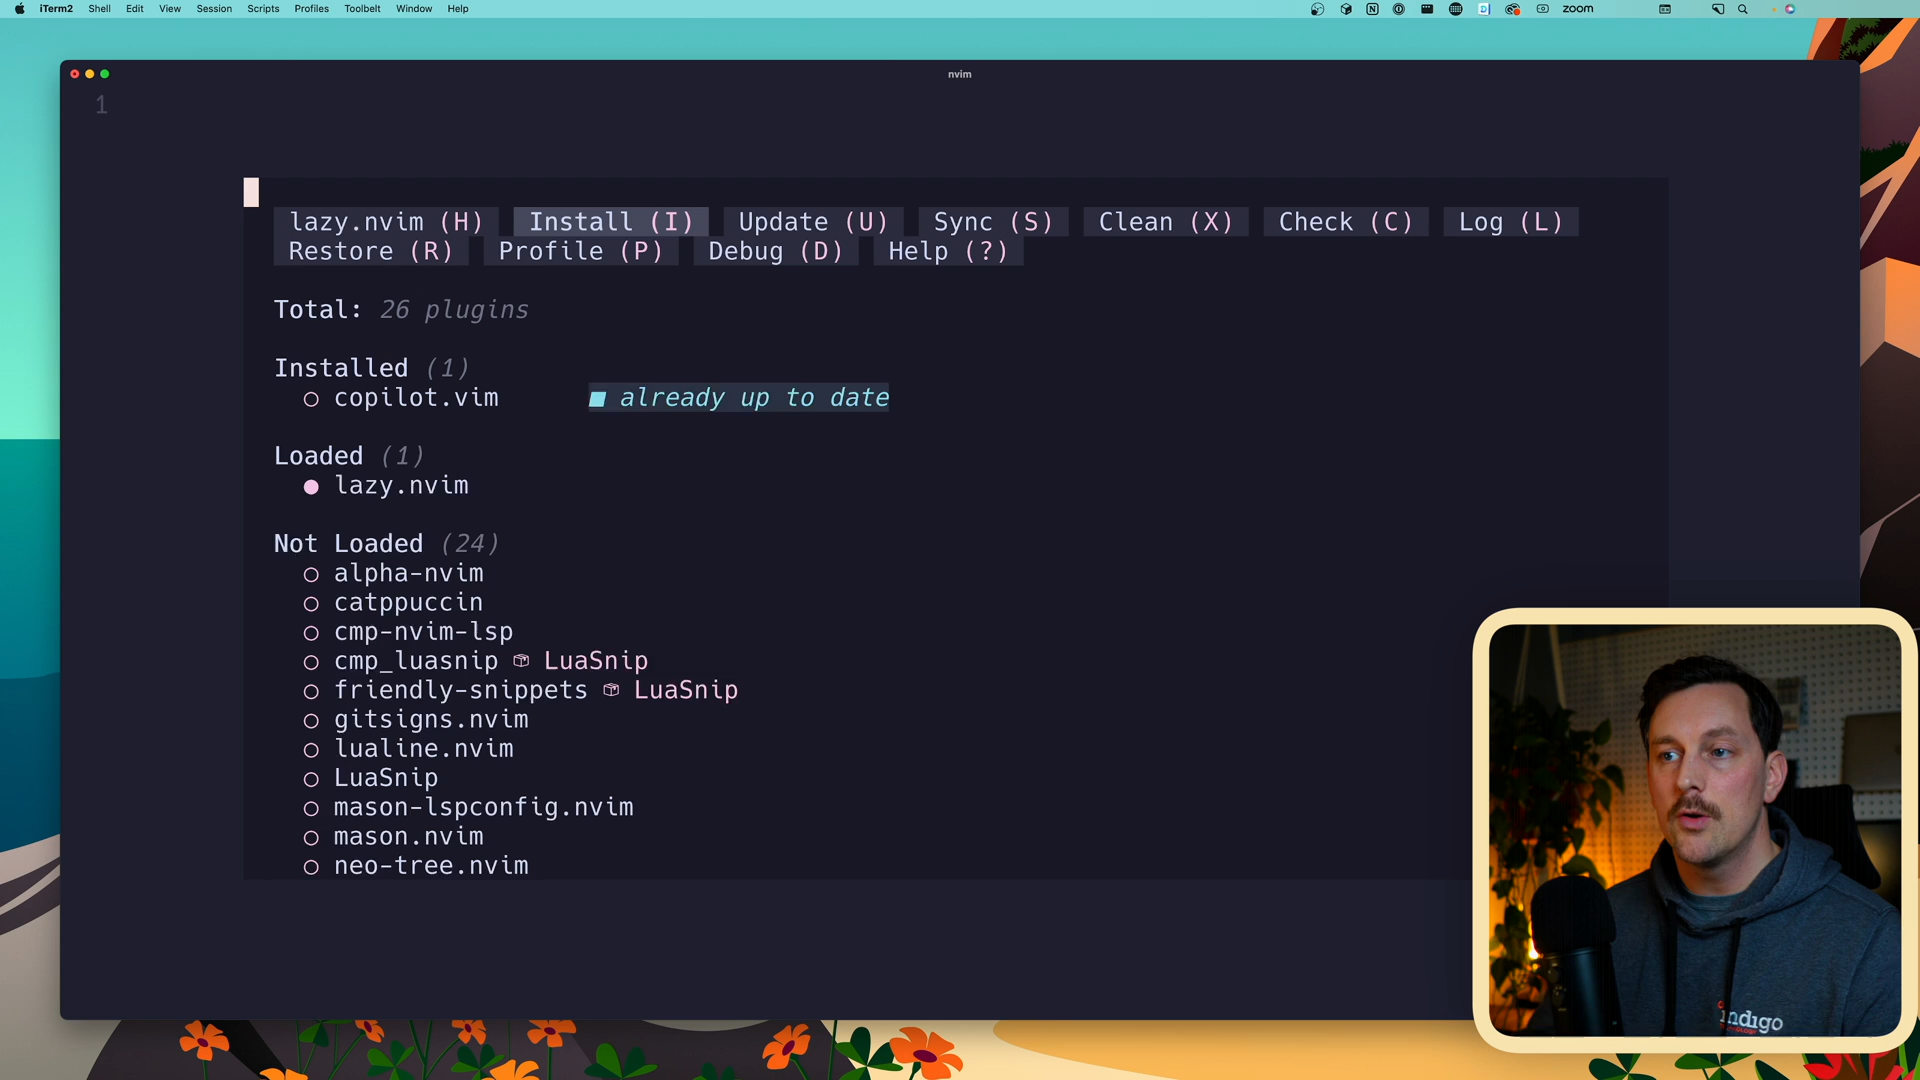 iTerm2 Shell Edit View Session Scripts Profiles Toolbelt Window Help zoom
nvim
1
lazy.nvim (H) Install (I) Update (U) Sync (S) Clean (X) Check (C) Log (L)
Restore (R) Profile (P) Debug (D) Help (?)
Total: 26 plugins
Installed (1)
copilot.vim already up to date
Loaded (1)
lazy.nvim
Not Loaded (24)
alpha-nvim
catppuccin
cmp-nvim-lsp
cmp_luasnip LuaSnip
friendly-snippets LuaSnip
gitsigns.nvim
lualine.nvim
LuaSnip
mason-lspconfig.nvim
mason.nvim
neo-tree.nvim
indigo